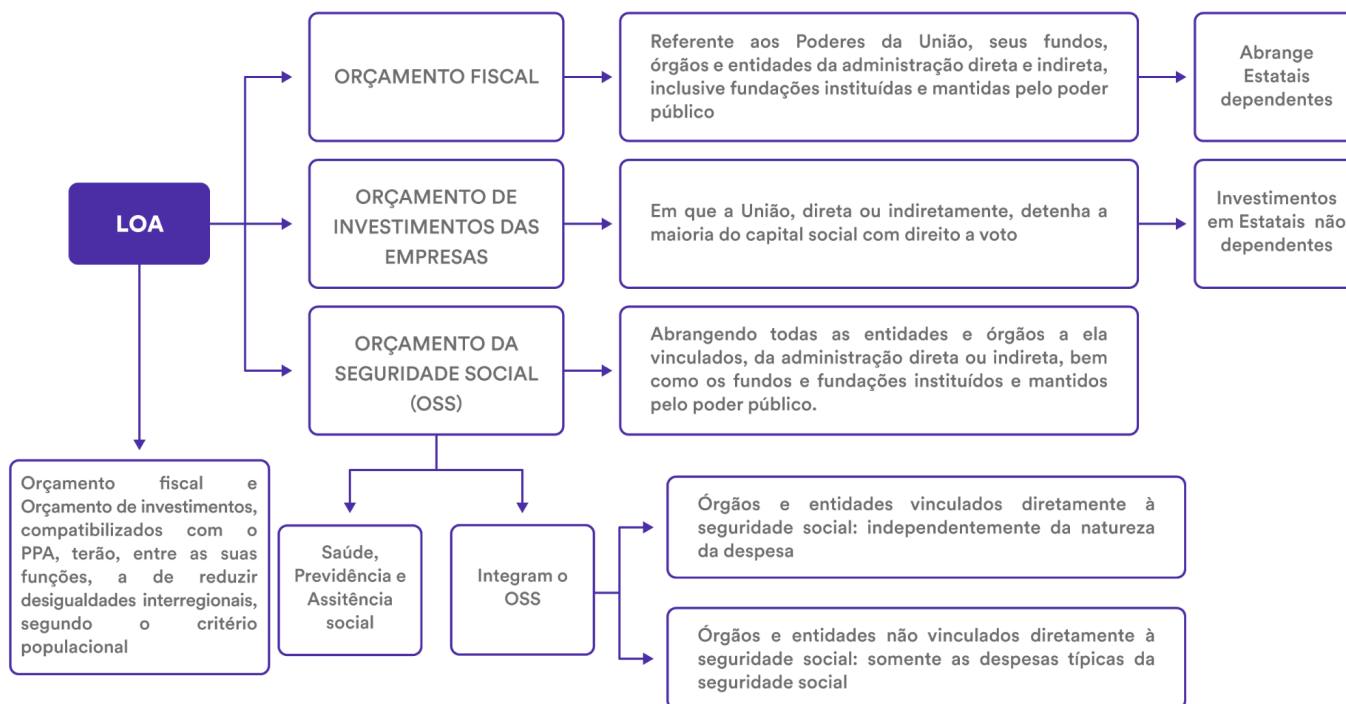 LOA
ORÇAMENTO FISCAL
Referente aos Poderes da União, seus fundos,
órgãos e entidades da administração direta e indireta,
inclusive fundações instituídas e mantidas pelo poder
público
Abrange
Estatais
dependentes
ORÇAMENTO DE
INVESTIMENTOS DAS
EMPRESAS
Em que a União, direta ou indiretamente, detenha a
maioria do capital social com direito a voto
Investimentos
em Estatais não
dependentes
ORÇAMENTO DA
SEGURIDADE SOCIAL
(OSS)
Abrangendo todas as entidades e órgãos a ela
vinculados, da administração direta ou indireta, bem
como os fundos e fundações instituídos e mantidos
pelo poder público.
Orçamento fiscal e
Orçamento de investimentos,
compatibilizados com o
PPA, terão, entre as suas
funções, a de reduzir
desigualdades interregionais,
segundo o critério
populacional
Saúde,
Previdência e
Assitência
social
Integram o
OSS
Órgãos e entidades vinculados diretamente à
seguridade social: independentemente da natureza
da despesa
Órgãos e entidades não vinculados diretamente à
seguridade social: somente as despesas típicas da
seguridade social